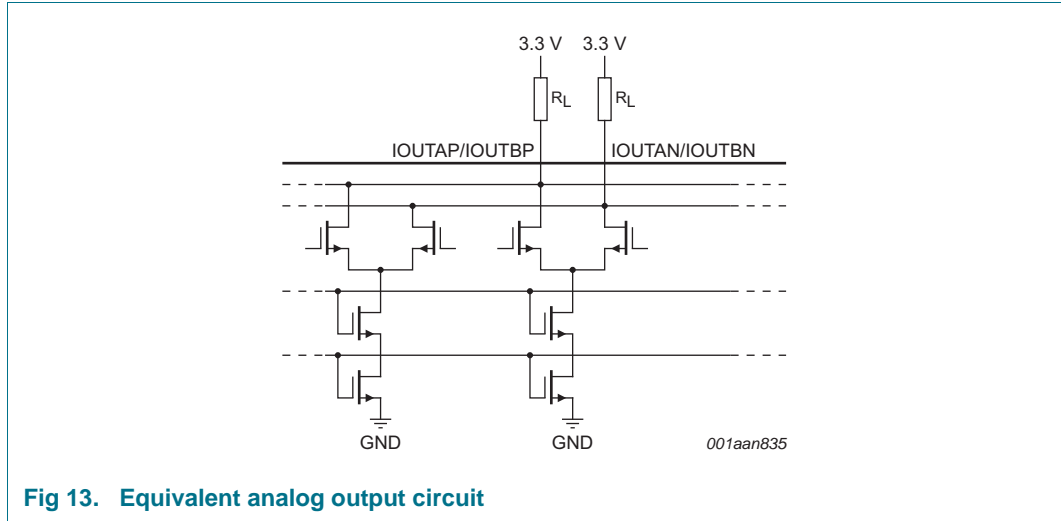 3.3 V 3.3 V
RL RL
IOUTAP/IOUTBP IOUTAN/IOUTBN
GND GND
001aan835
Fig 13. Equivalent analog output circuit